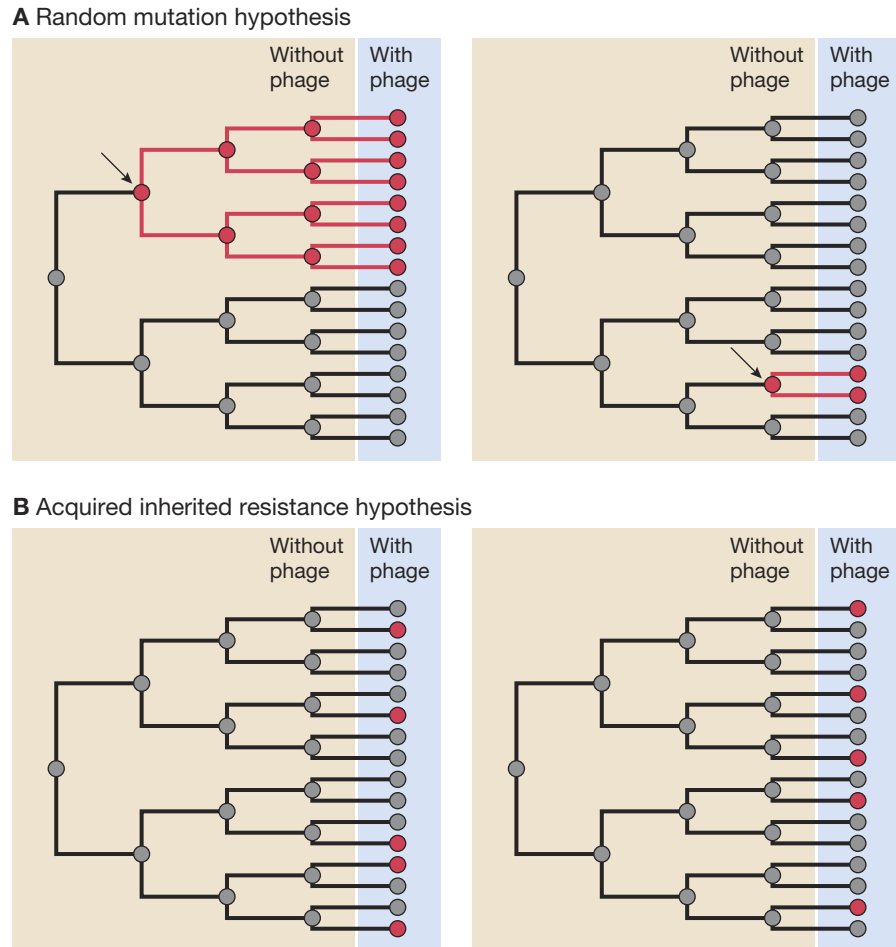 A Random mutation hypothesis
Without
phage
With
phage
Without
phage
With
phage
B Acquired inherited resistance hypothesis
Without
phage
With
phage
Without
phage
With
phage